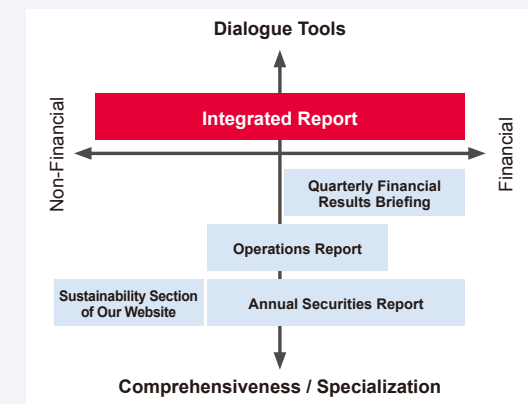 Dialogue Tools
Integrated Report
Non-Financial
Financial
Quarterly Financial
Results Briefing
Operations Report
Sustainability Section
of Our Website
Annual Securities Report
Comprehensiveness / Specialization